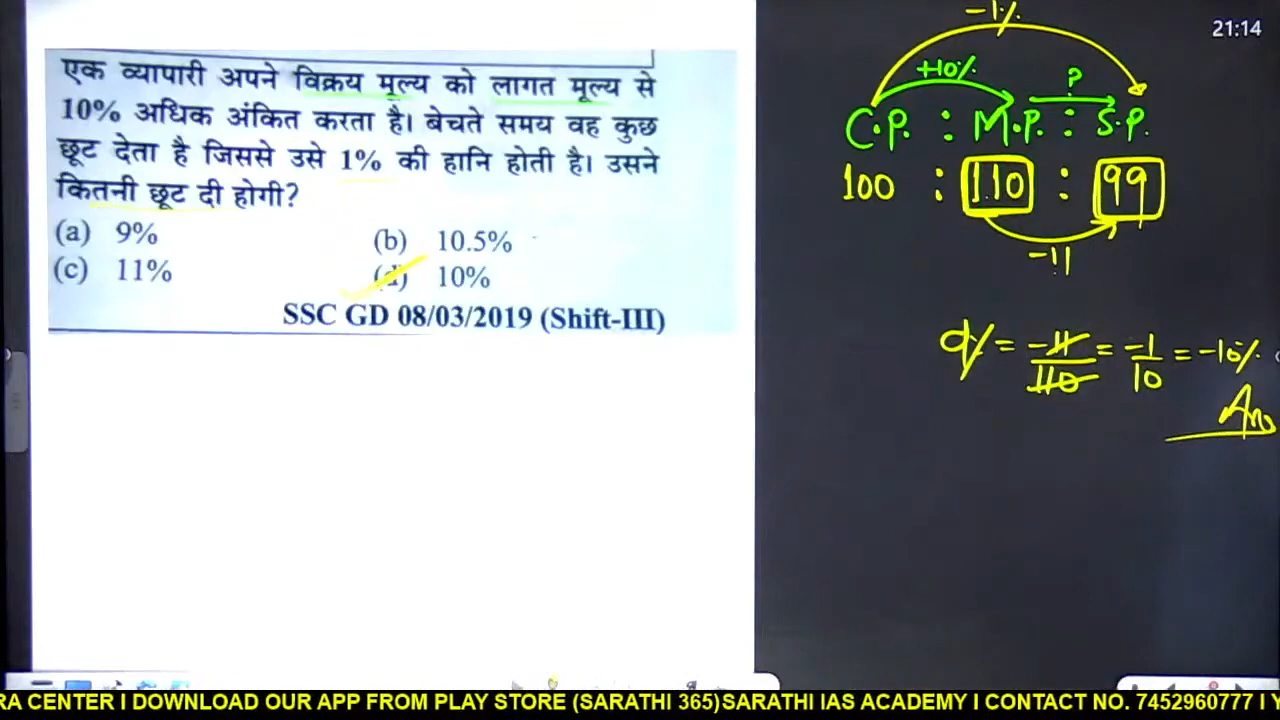 एक व्यापारी अपने विक्रय मूल्य को लागत मूल्य से
10% अधिक अंकित करता है। बेचते समय वह कुछ
छूट देता है जिससे उसे 1% की हानि होती है। उसने
कितनी छूट दी होगी?
(a) 9% (b) 10.5%
(c) 11% (d) 10%
SSC GD 08/03/2019 (Shift-III)
21:14
-1%
+10% ?
C.P. : M.P. : S.P.
100 : 110 : 99
-11
d% = -11/110 = -1/10 = -10%
Ans
RA CENTER I DOWNLOAD OUR APP FROM PLAY STORE (SARATHI 365)SARATHI IAS ACADEMY I CONTACT NO. 7452960777 I Y